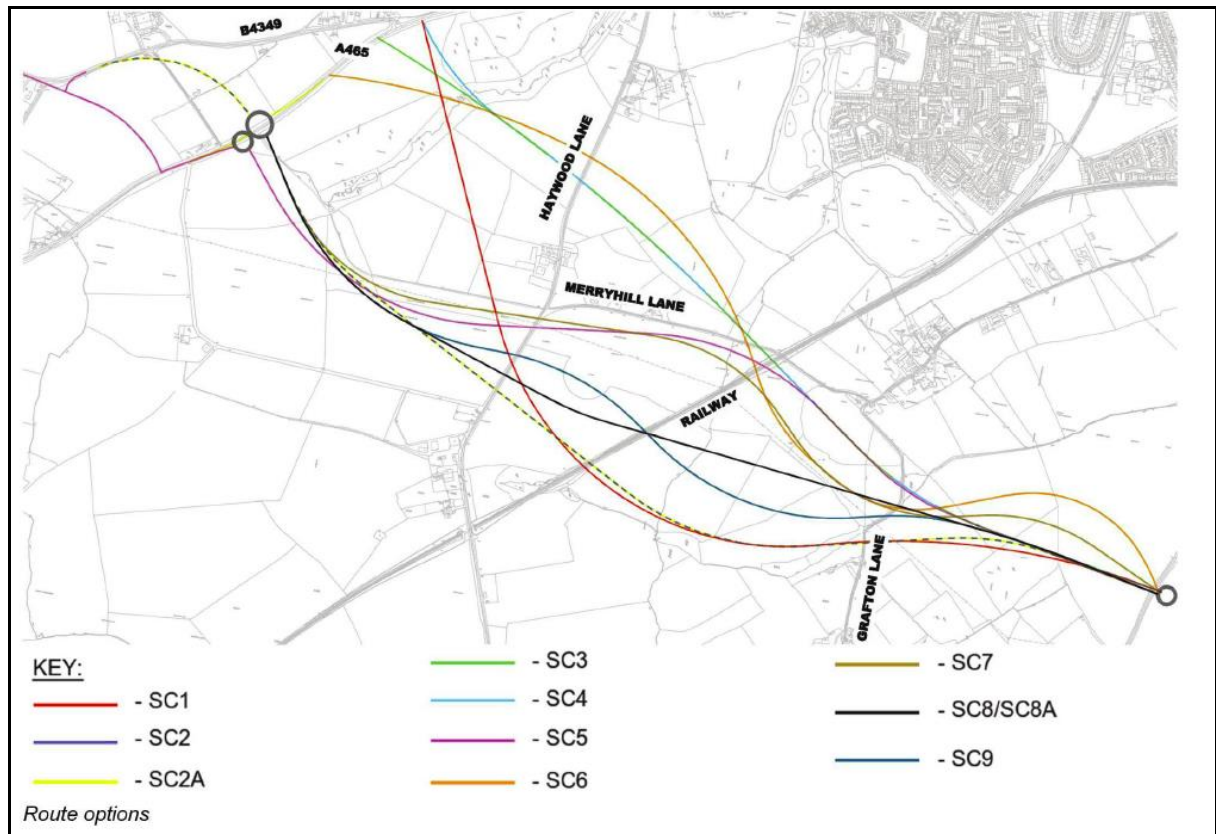 B4349
A465
HAYWOOD LANE
MERRYHILL LANE
RAILWAY
GRAFTON LANE
KEY:
- SC1
- SC2
- SC2A
- SC3
- SC4
- SC5
- SC6
- SC7
- SC8/SC8A
- SC9
Route options